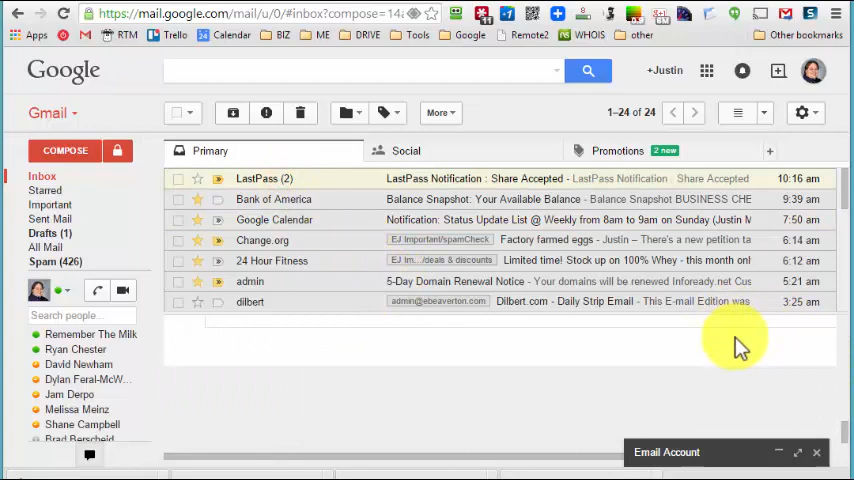 https://mail.google.com/mail/u/0/#inbox?compose=14
Apps RTM Trello 24 Calendar BIZ ME DRIVE Tools Google Remote2 NS WHOIS other Other bookmarks
Google +Justin
Gmail More 1–24 of 24
COMPOSE Primary Social Promotions 2 new +
Inbox
Starred
Important
Sent Mail
Drafts (1)
All Mail
Spam (426)
LastPass (2) LastPass Notification : Share Accepted - LastPass Notification : Share Accepted 10:16 am
Bank of America Balance Snapshot: Your Available Balance - Balance Snapshot BUSINESS CHE 9:39 am
Google Calendar Notification: Status Update List @ Weekly from 8am to 9am on Sunday (Justin M 7:50 am
Change.org EJ Important/spamCheck Factory farmed eggs - Justin – There's a new petition ta 6:14 am
24 Hour Fitness EJ Im.../deals & discounts Limited time! Stock up on 100% Whey - this month only 6:12 am
admin 5-Day Domain Renewal Notice - Your domains will be renewed Infoready.net Cus 5:21 am
dilbert admin@ebeaverton.com Dilbert.com - Daily Strip Email - This E-mail Edition was 3:25 am
Search people...
Remember The Milk
Ryan Chester
David Newham
Dylan Feral-McW...
Jam Derpo
Melissa Meinz
Shane Campbell
Brad Berscheid
Email Account